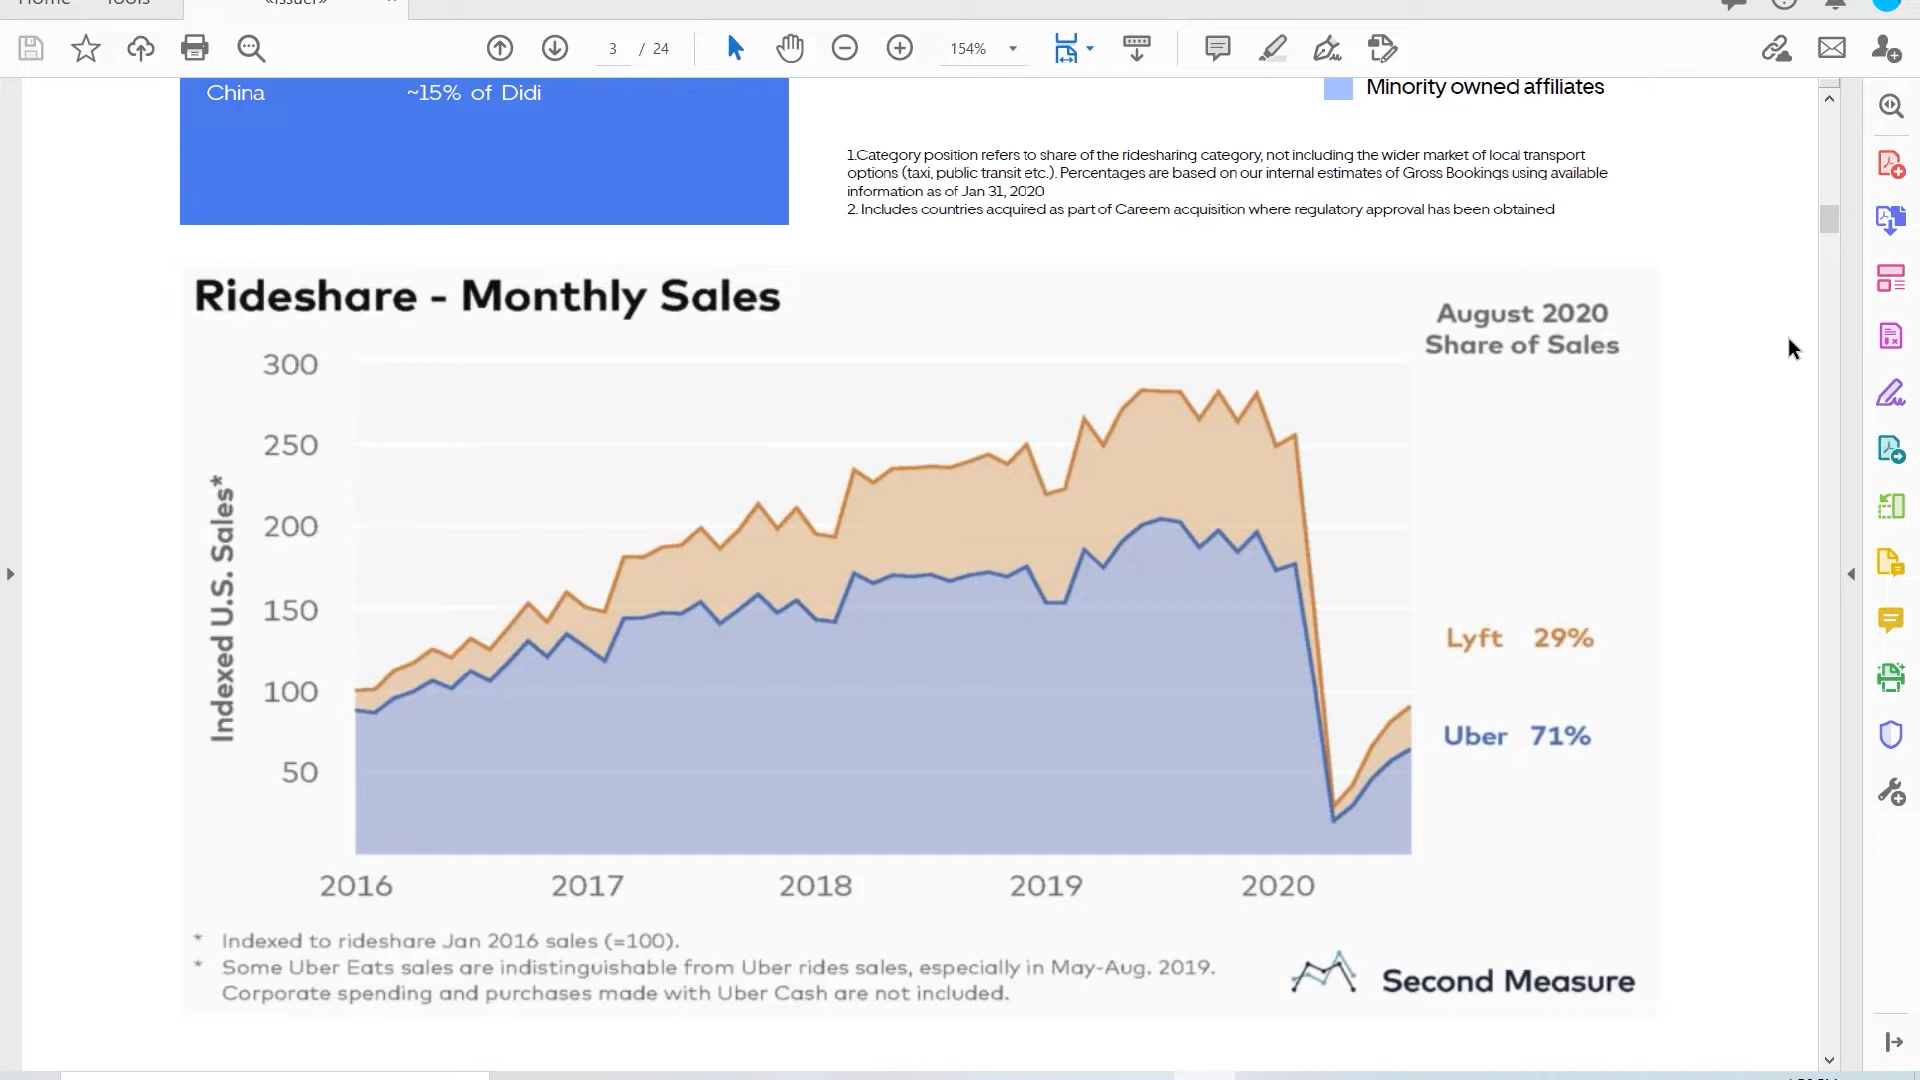 Home Tools «Issuer»
3 / 24 154%
China ~15% of Didi
Minority owned affiliates
1.Category position refers to share of the ridesharing category, not including the wider market of local transport
options (taxi, public transit etc.). Percentages are based on our internal estimates of Gross Bookings using available
information as of Jan 31, 2020
2. Includes countries acquired as part of Careem acquisition where regulatory approval has been obtained
Rideshare - Monthly Sales
August 2020
Share of Sales
300
250
200
150
100
50
Indexed U.S. Sales*
Lyft 29%
Uber 71%
2016 2017 2018 2019 2020
* Indexed to rideshare Jan 2016 sales (=100).
* Some Uber Eats sales are indistinguishable from Uber rides sales, especially in May-Aug. 2019.
Corporate spending and purchases made with Uber Cash are not included.
Second Measure